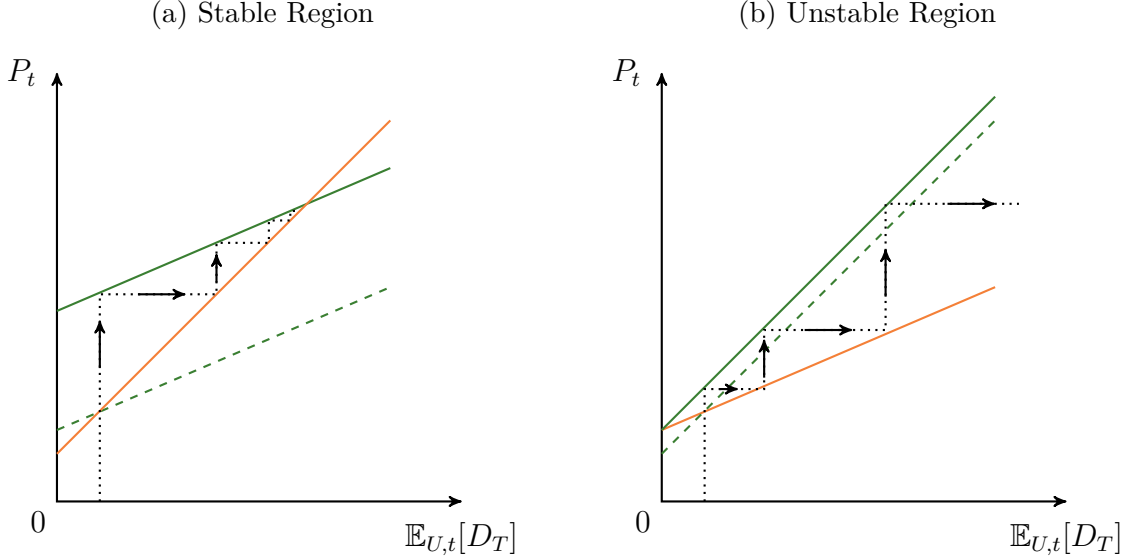 (a) Stable Region
P_t
0
𝔼_{U,t}[D_T]
(b) Unstable Region
P_t
0
𝔼_{U,t}[D_T]